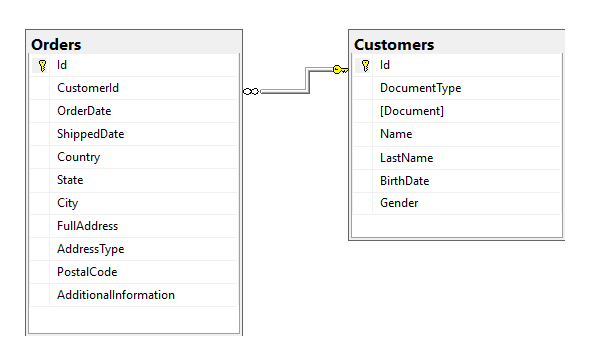 Orders
Id
CustomerId
OrderDate
ShippedDate
Country
State
City
FullAddress
AddressType
PostalCode
AdditionalInformation
Customers
Id
DocumentType
[Document]
Name
LastName
BirthDate
Gender